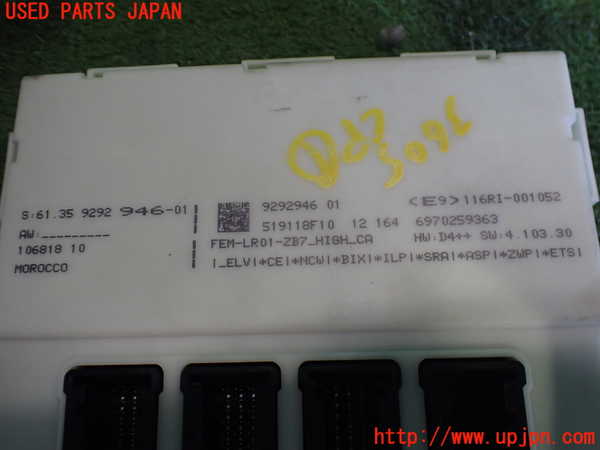 USED PARTS JAPAN
S:61.35 9292 946-01
AW:_________
106818 10
MOROCCO
9292946 01
519118F10 12 164
<E9>116RI-001052
6970259363
FEM-LR01-ZB7_HIGH_CA
HW:D4++ SW:4.103.30
|_ELV|*CE|*NCW|*BIX|*ILP|*SRA|*ASP|*ZWP|*ETS|
http://www.upjpn.com